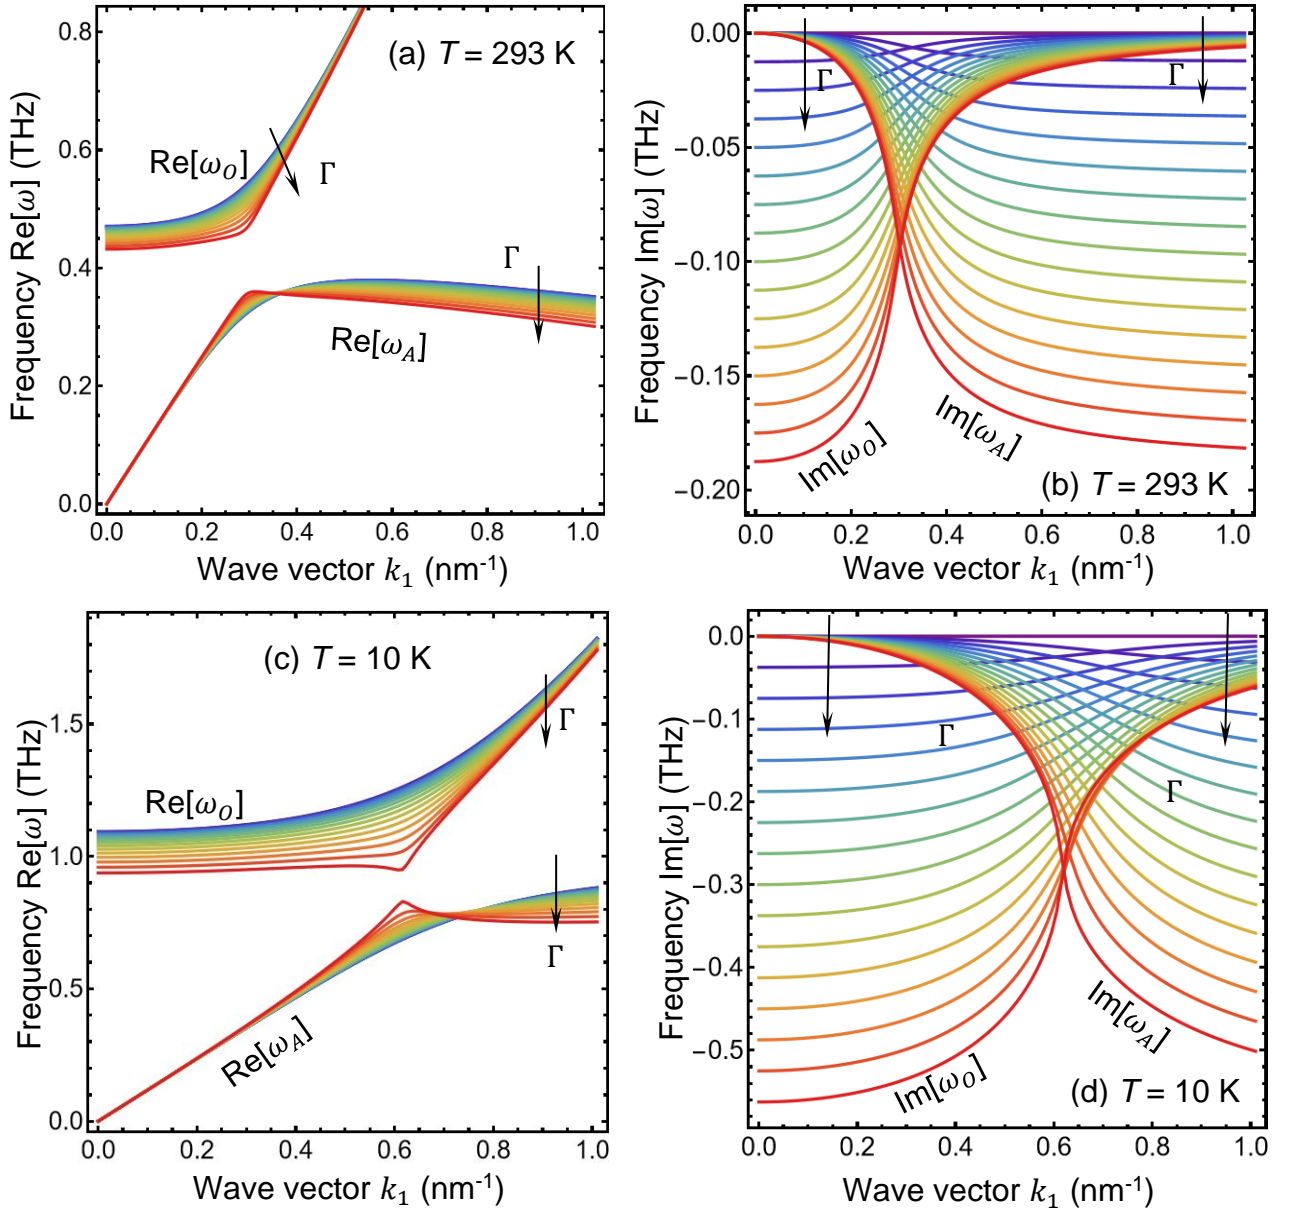 (a) T = 293 K
Re[ω_O]
Γ
Γ
Re[ω_A]
Frequency Re[ω] (THz)
0.8
0.6
0.4
0.2
0.0
0.0 0.2 0.4 0.6 0.8 1.0
Wave vector k₁ (nm⁻¹)
Γ
Γ
Im[ω_O]
Im[ω_A]
(b) T = 293 K
Frequency Im[ω] (THz)
0.00
−0.05
−0.10
−0.15
−0.20
0.0 0.2 0.4 0.6 0.8 1.0
Wave vector k₁ (nm⁻¹)
(c) T = 10 K
Γ
Re[ω_O]
Γ
Re[ω_A]
Frequency Re[ω] (THz)
1.5
1.0
0.5
0.0
0.0 0.2 0.4 0.6 0.8 1.0
Wave vector k₁ (nm⁻¹)
Γ
Γ
Im[ω_O]
Im[ω_A]
(d) T = 10 K
Frequency Im[ω] (THz)
0.0
−0.1
−0.2
−0.3
−0.4
−0.5
0.0 0.2 0.4 0.6 0.8 1.0
Wave vector k₁ (nm⁻¹)